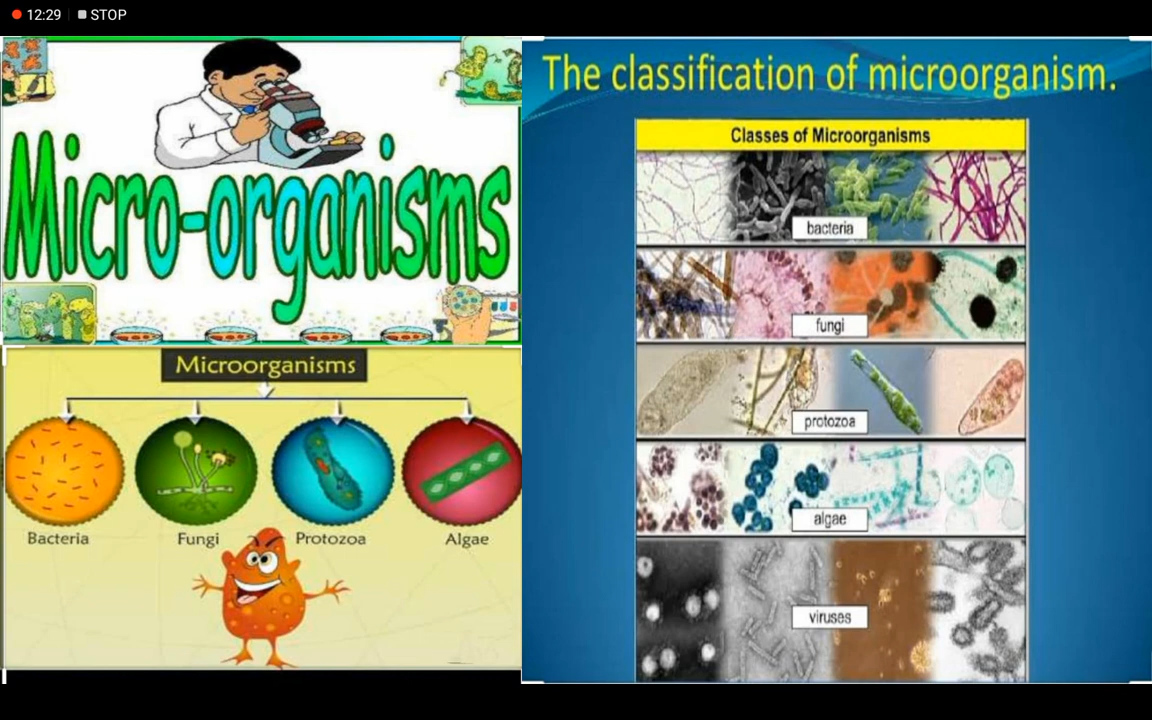 12:29 STOP
Micro-organisms
Microorganisms
Bacteria Fungi Protozoa Algae
The classification of microorganism.
Classes of Microorganisms
bacteria
fungi
protozoa
algae
viruses